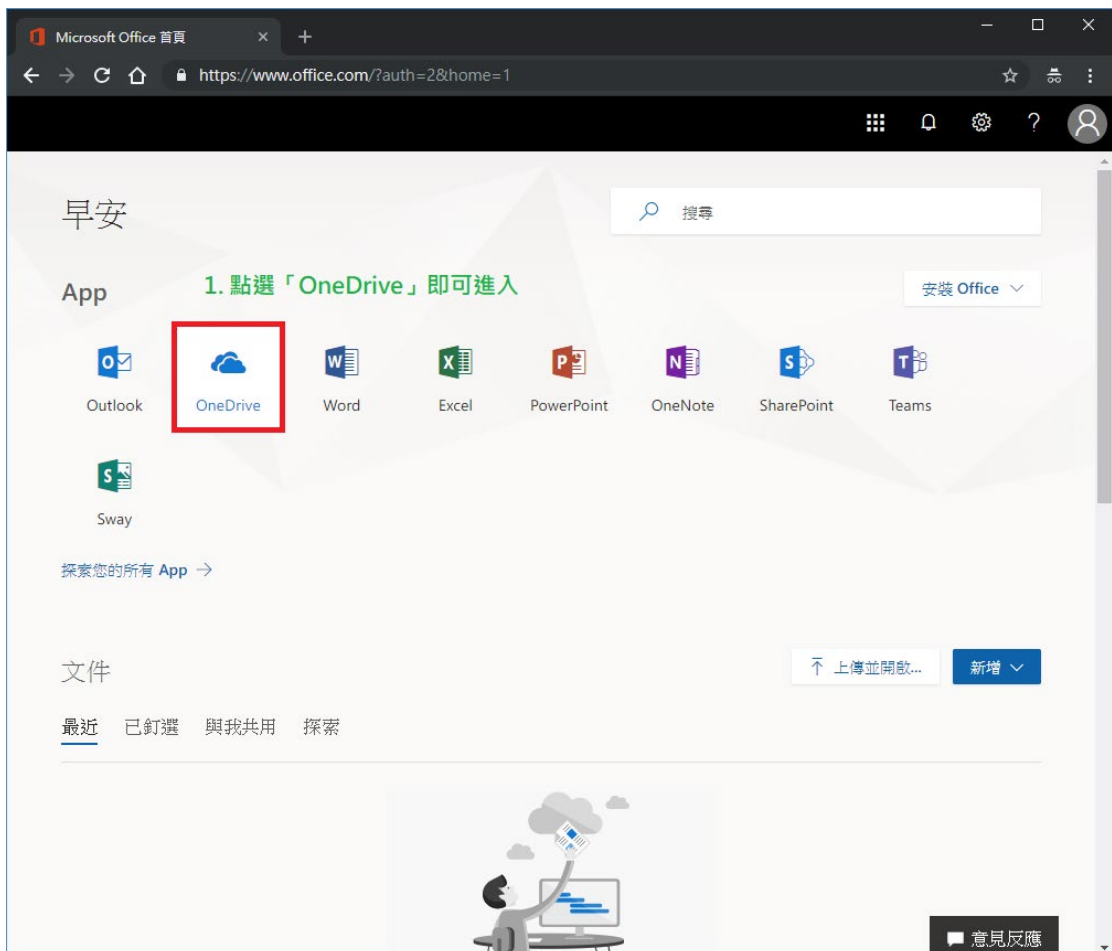 Microsoft Office 首頁
https://www.office.com/?auth=2&home=1
早安
搜尋
App
1. 點選「OneDrive」即可進入
安裝 Office
Outlook
OneDrive
Word
Excel
PowerPoint
OneNote
SharePoint
Teams
Sway
探索您的所有 App →
文件
上傳並開啟...
新增
最近
已釘選
與我共用
探索
意見反應